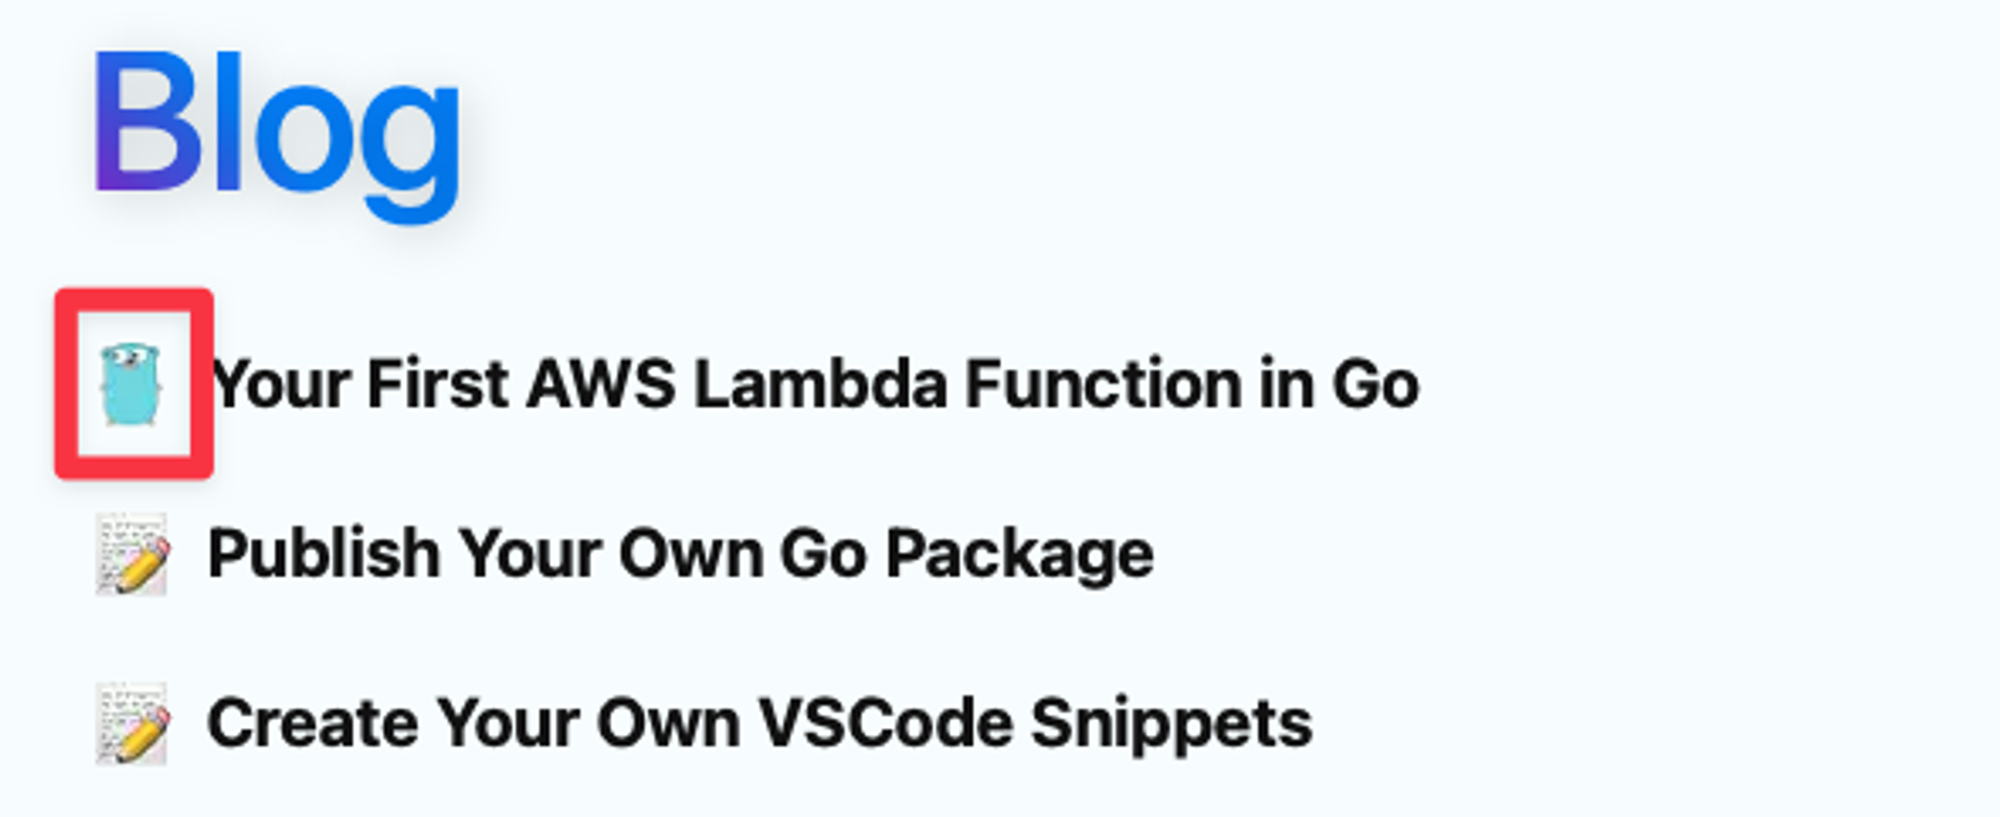 Blog
Your First AWS Lambda Function in Go
Publish Your Own Go Package
Create Your Own VSCode Snippets